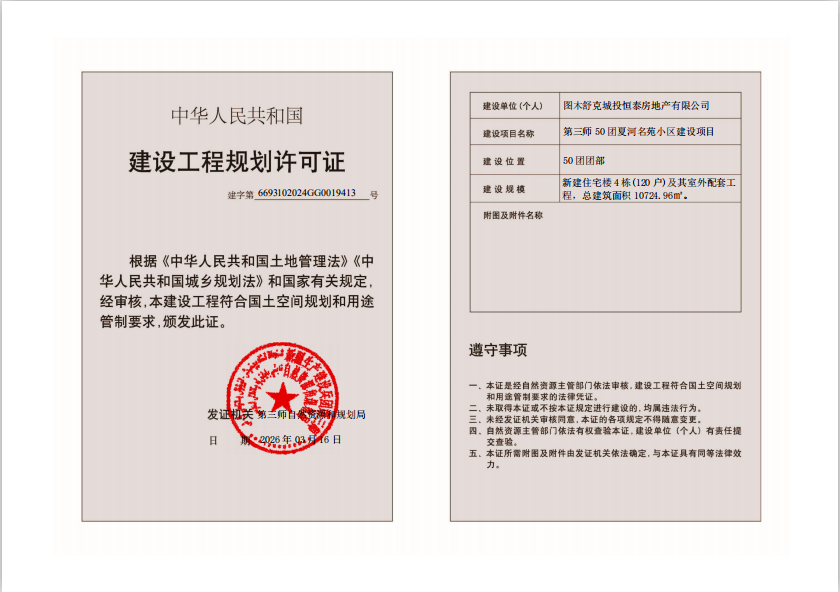 中华人民共和国
建设工程规划许可证
建字第 6693102024GG0019413 号
根据《中华人民共和国土地管理法》《中
华人民共和国城乡规划法》和国家有关规定,
经审核, 本建设工程符合国土空间规划和用途
管制要求, 颁发此证。
发证机关 第三师自然资源和规划局
日 期 2026 年 03 月 16 日
建设单位(个人) 图木舒克城投恒泰房地产有限公司
建设项目名称 第三师 50 团夏河名苑小区建设项目
建设位置 50 团团部
建设规模 新建住宅楼 4 栋(120 户)及其室外配套工
程, 总建筑面积 10724.96㎡。
附图及附件名称
遵守事项
一、本证是经自然资源主管部门依法审核, 建设工程符合国土空间规划
和用途管制要求的法律凭证。
二、未取得本证或不按本证规定进行建设的, 均属违法行为。
三、未经发证机关审核同意, 本证的各项规定不得随意变更。
四、自然资源主管部门依法有权查验本证, 建设单位（个人）有责任提
交查验。
五、本证所需附图及附件由发证机关依法确定, 与本证具有同等法律效
力。